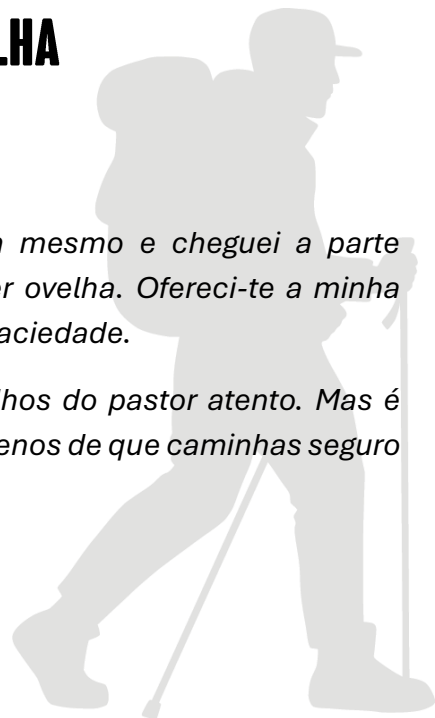 LHA
mesmo e cheguei a parte
er ovelha. Ofereci-te a minha
aciedade.
lhos do pastor atento. Mas é
enos de que caminhas seguro